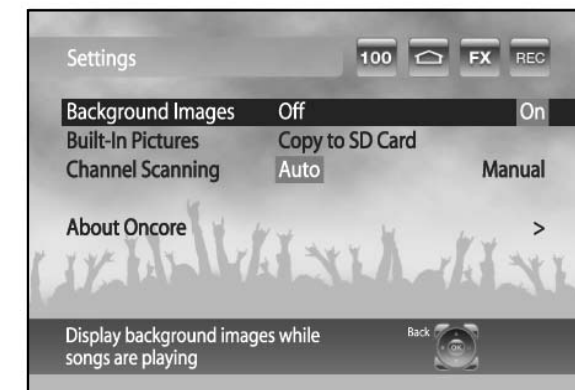 Settings 100 FX REC
Background Images Off On
Built-In Pictures Copy to SD Card
Channel Scanning Auto Manual
About Oncore >
Display background images while
songs are playing
Back OK